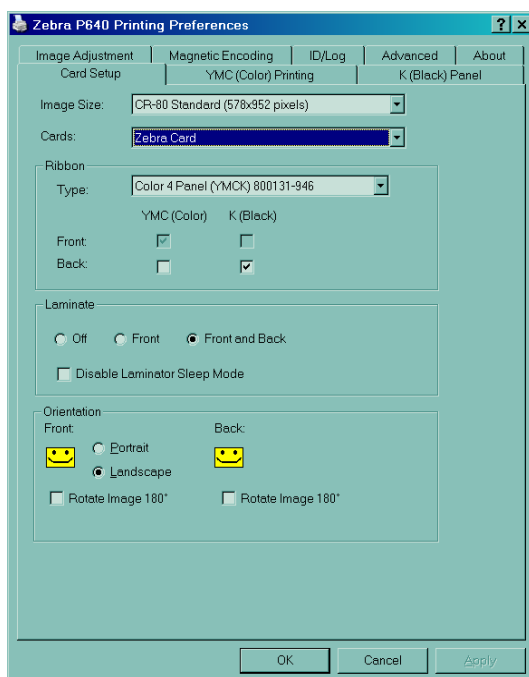 Zebra P640 Printing Preferences
Image Adjustment Magnetic Encoding ID/Log Advanced About
Card Setup YMC (Color) Printing K (Black) Panel
Image Size: CR-80 Standard (578x952 pixels)
Cards: Zebra Card
Ribbon
Type: Color 4 Panel (YMCK) 800131-946
YMC (Color) K (Black)
Front:
Back:
Laminate
Off Front Front and Back
Disable Laminator Sleep Mode
Orientation
Front: Back:
Portrait
Landscape
Rotate Image 180° Rotate Image 180°
OK Cancel Apply